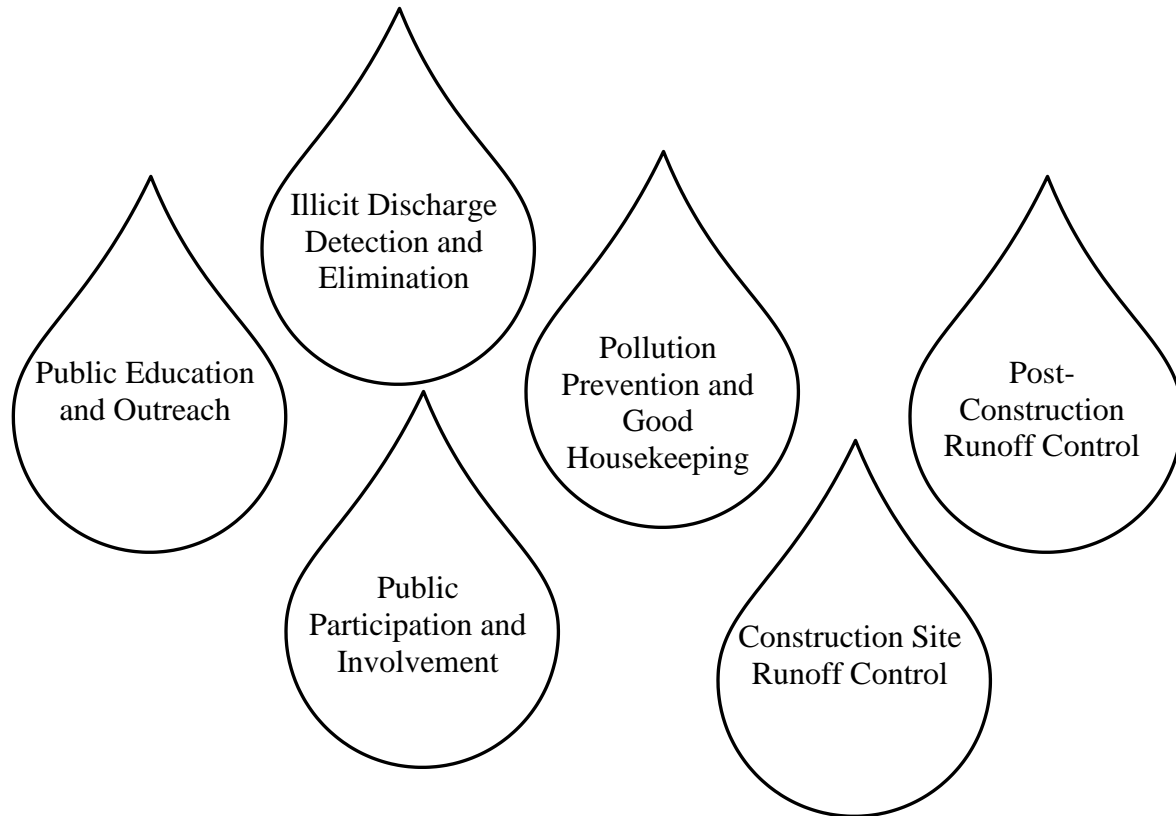 Illicit Discharge
Detection and
Elimination
Public Education
and Outreach
Pollution
Prevention and
Good
Housekeeping
Post-
Construction
Runoff Control
Public
Participation and
Involvement
Construction Site
Runoff Control